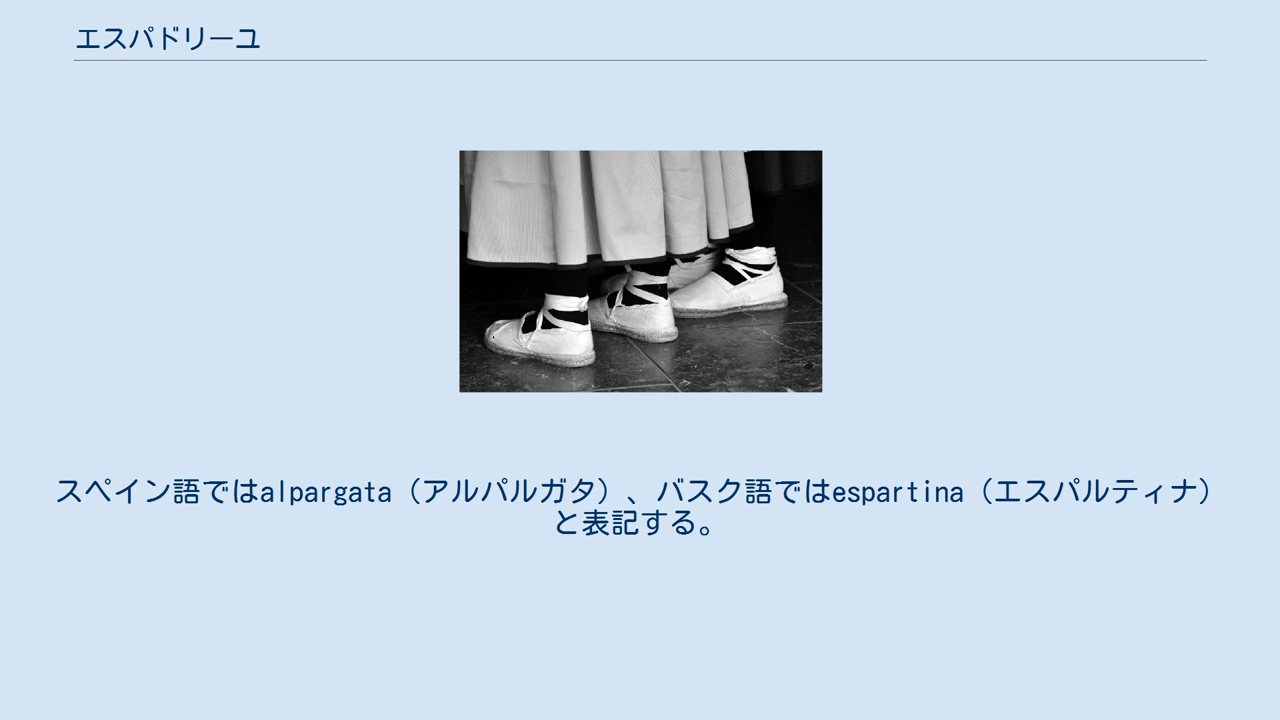 エスパドリーユ
スペイン語ではalpargata（アルパルガタ）、バスク語ではespartina（エスパルティナ）
と表記する。